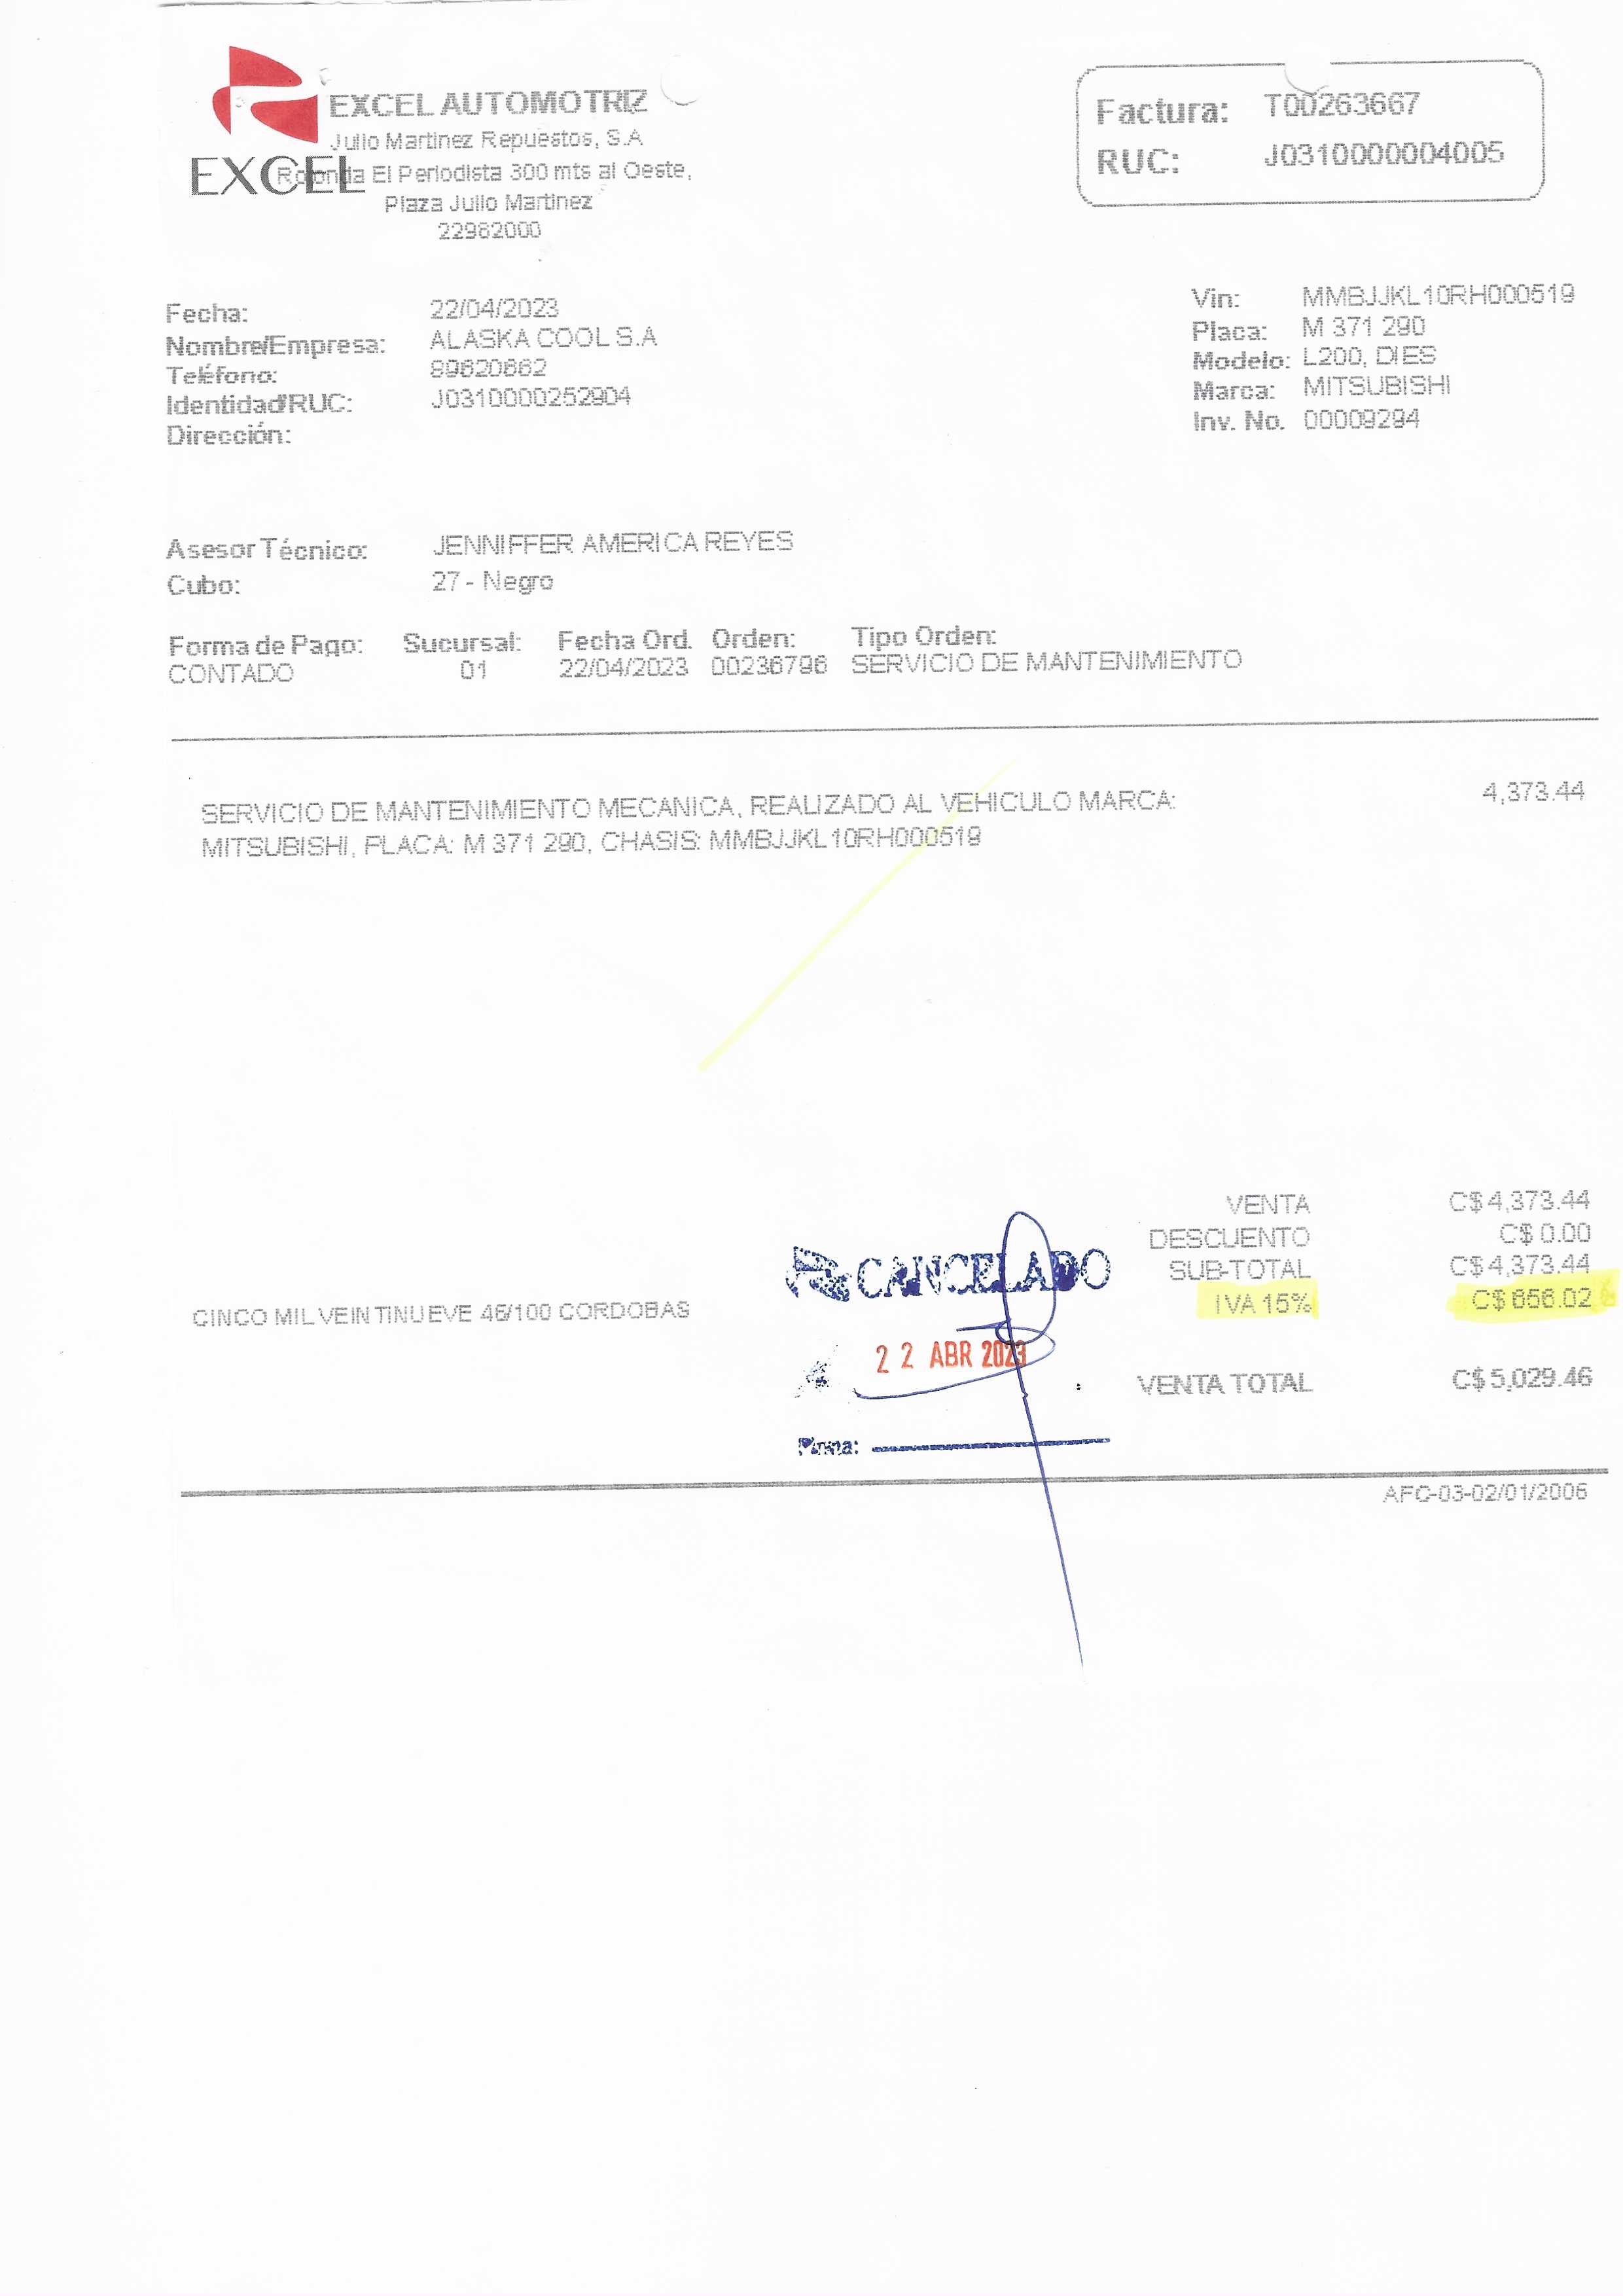 EXCEL AUTOMOTRIZ
Julio Martinez Repuestos, S.A
EXCEL
Rotonda El Periodista 300 mts al Oeste,
Plaza Julio Martinez
22982000
Factura: T00263667
RUC: J0310000004005
Fecha: 22/04/2023
Nombre/Empresa: ALASKA COOL S.A
Teléfono: 89620862
Identidad/RUC: J0310000252904
Dirección:
Vin: MMBJJKL10RH000519
Placa: M 371 290
Modelo: L200, DIES
Marca: MITSUBISHI
Inv. No. 00009294
Asesor Técnico: JENNIFFER AMERICA REYES
Cubo: 27 - Negro
Forma de Pago: Sucursal: Fecha Ord. Orden: Tipo Orden:
CONTADO 01 22/04/2023 00236796 SERVICIO DE MANTENIMIENTO
SERVICIO DE MANTENIMIENTO MECANICA, REALIZADO AL VEHICULO MARCA: 4,373.44
MITSUBISHI, PLACA: M 371 290, CHASIS: MMBJJKL10RH000519
VENTA C$ 4,373.44
DESCUENTO C$ 0.00
SUB-TOTAL C$ 4,373.44
CANCELADO
CINCO MIL VEINTINUEVE 46/100 CORDOBAS
IVA 15% C$ 656.02
22 ABR 2023
VENTA TOTAL C$ 5,029.46
Firma:
AFC-03-02/01/2006